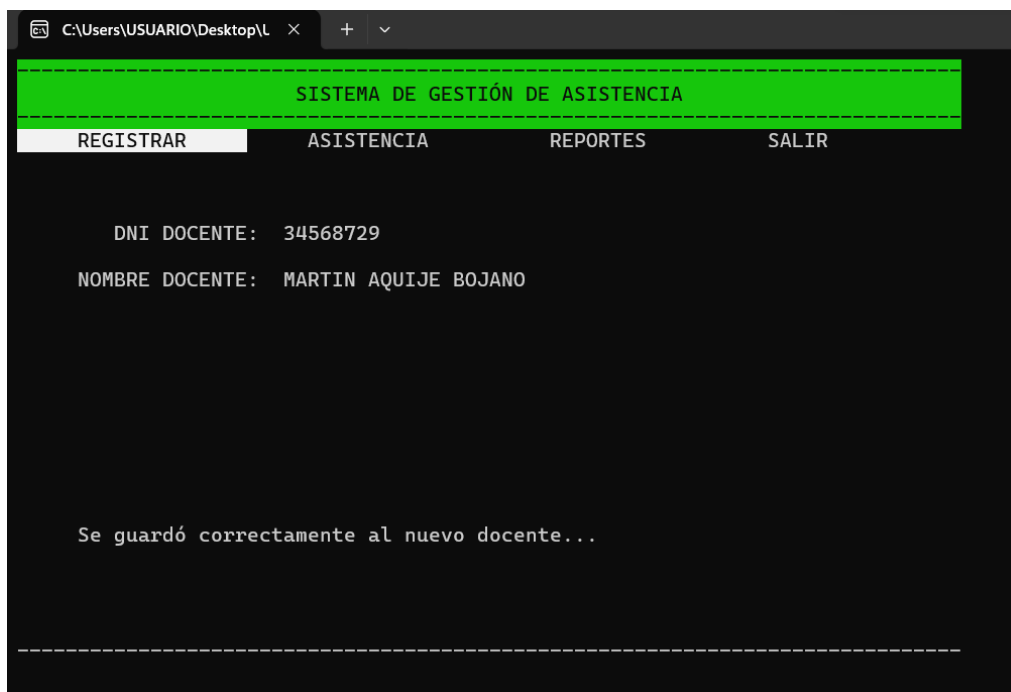 C:\Users\USUARIO\Desktop\L
SISTEMA DE GESTIÓN DE ASISTENCIA
REGISTRAR ASISTENCIA REPORTES SALIR
DNI DOCENTE: 34568729
NOMBRE DOCENTE: MARTIN AQUIJE BOJANO
Se guardó correctamente al nuevo docente...